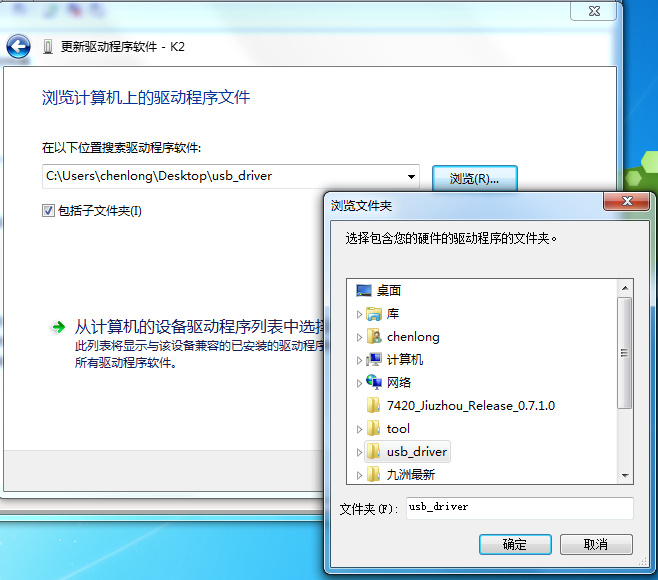 更新驱动程序软件 - K2
浏览计算机上的驱动程序文件
在以下位置搜索驱动程序软件:
C:\Users\chenlong\Desktop\usb_driver
浏览(R)...
包括子文件夹(I)
从计算机的设备驱动程序列表中选择
此列表将显示与该设备兼容的已安装的驱动程序
所有驱动程序软件。
浏览文件夹
选择包含您的硬件的驱动程序的文件夹。
桌面
库
chenlong
计算机
网络
7420_Jiuzhou_Release_0.7.1.0
tool
usb_driver
九洲最新
文件夹(F):
usb_driver
确定
取消